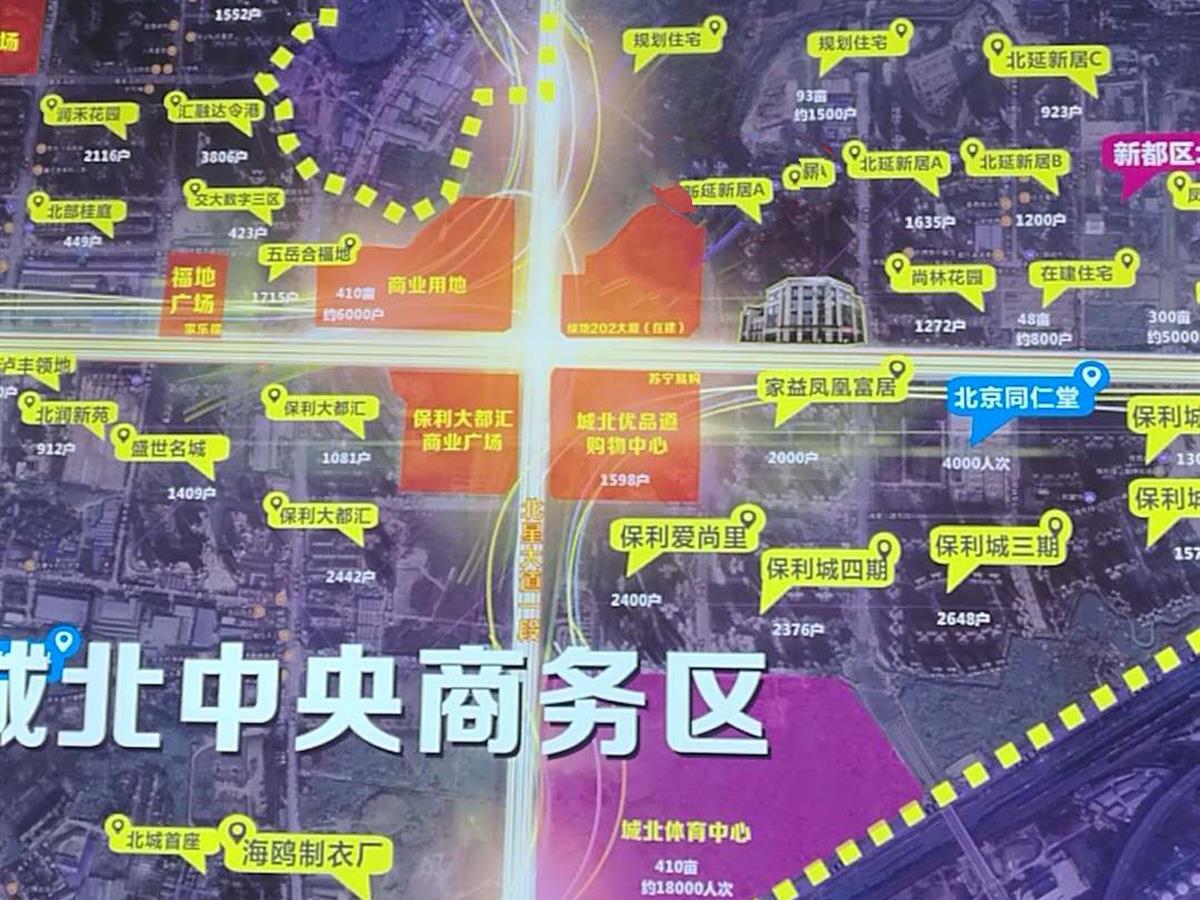 1552户
场
规划住宅
规划住宅
北延新居C
93亩
约1500户
923户
润禾花园
汇融达令港
2116户
3806户
新都区
北延新居A
北延新居B
新延新居A
1635户
1200户
北部桂庭
交大数字三区
449户
423户
五岳合福地
1715户
福地
广场
家乐福
商业用地
410亩
约6000户
绿地202大厦（在建）
尚林花园
在建住宅
1272户
48亩
约800户
300亩
约5000
泸丰领地
北润新苑
912户
盛世名城
1409户
保利大都汇
1081户
保利大都汇
商业广场
苏宁易购
城北优品道
购物中心
1598户
家益凤凰富居
2000户
北京同仁堂
4000人次
保利城
130
保利城
157
保利大都汇
2442户
北星大道一段
保利爱尚里
2400户
保利城四期
2376户
保利城三期
2648户
城北中央商务区
城北体育中心
410亩
约18000人次
北城首座
海鸥制衣厂